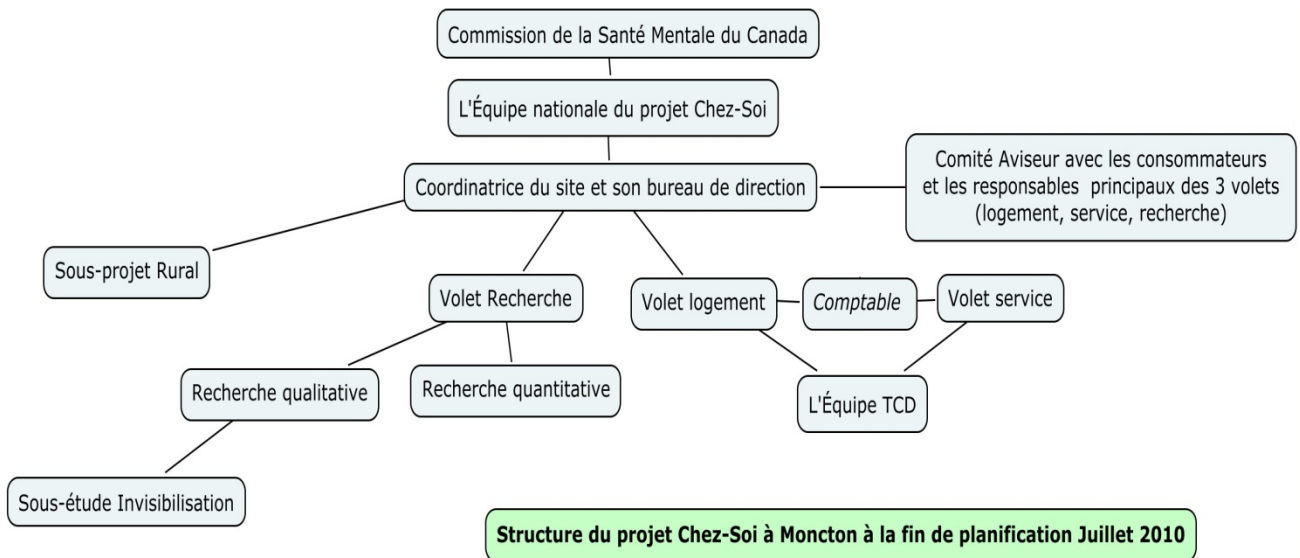 Commission de la Santé Mentale du Canada
L'Équipe nationale du projet Chez-Soi
Coordinatrice du site et son bureau de direction
Comité Aviseur avec les consommateurs
et les responsables principaux des 3 volets
(logement, service, recherche)
Sous-projet Rural
Volet Recherche
Volet logement
Comptable
Volet service
Recherche qualitative
Recherche quantitative
L'Équipe TCD
Sous-étude Invisibilisation
Structure du projet Chez-Soi à Moncton à la fin de planification Juillet 2010